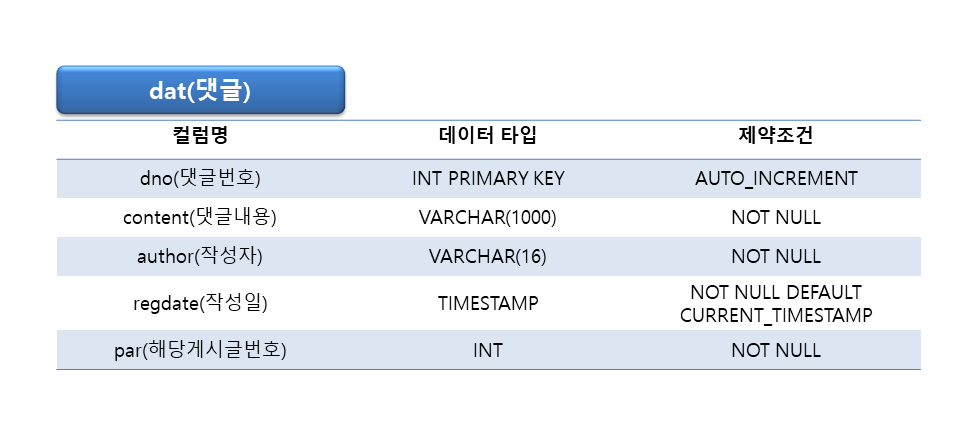 dat(댓글)
컬럼명 데이터 타입 제약조건
dno(댓글번호) INT PRIMARY KEY AUTO_INCREMENT
content(댓글내용) VARCHAR(1000) NOT NULL
author(작성자) VARCHAR(16) NOT NULL
regdate(작성일) TIMESTAMP NOT NULL DEFAULT
CURRENT_TIMESTAMP
par(해당게시글번호) INT NOT NULL